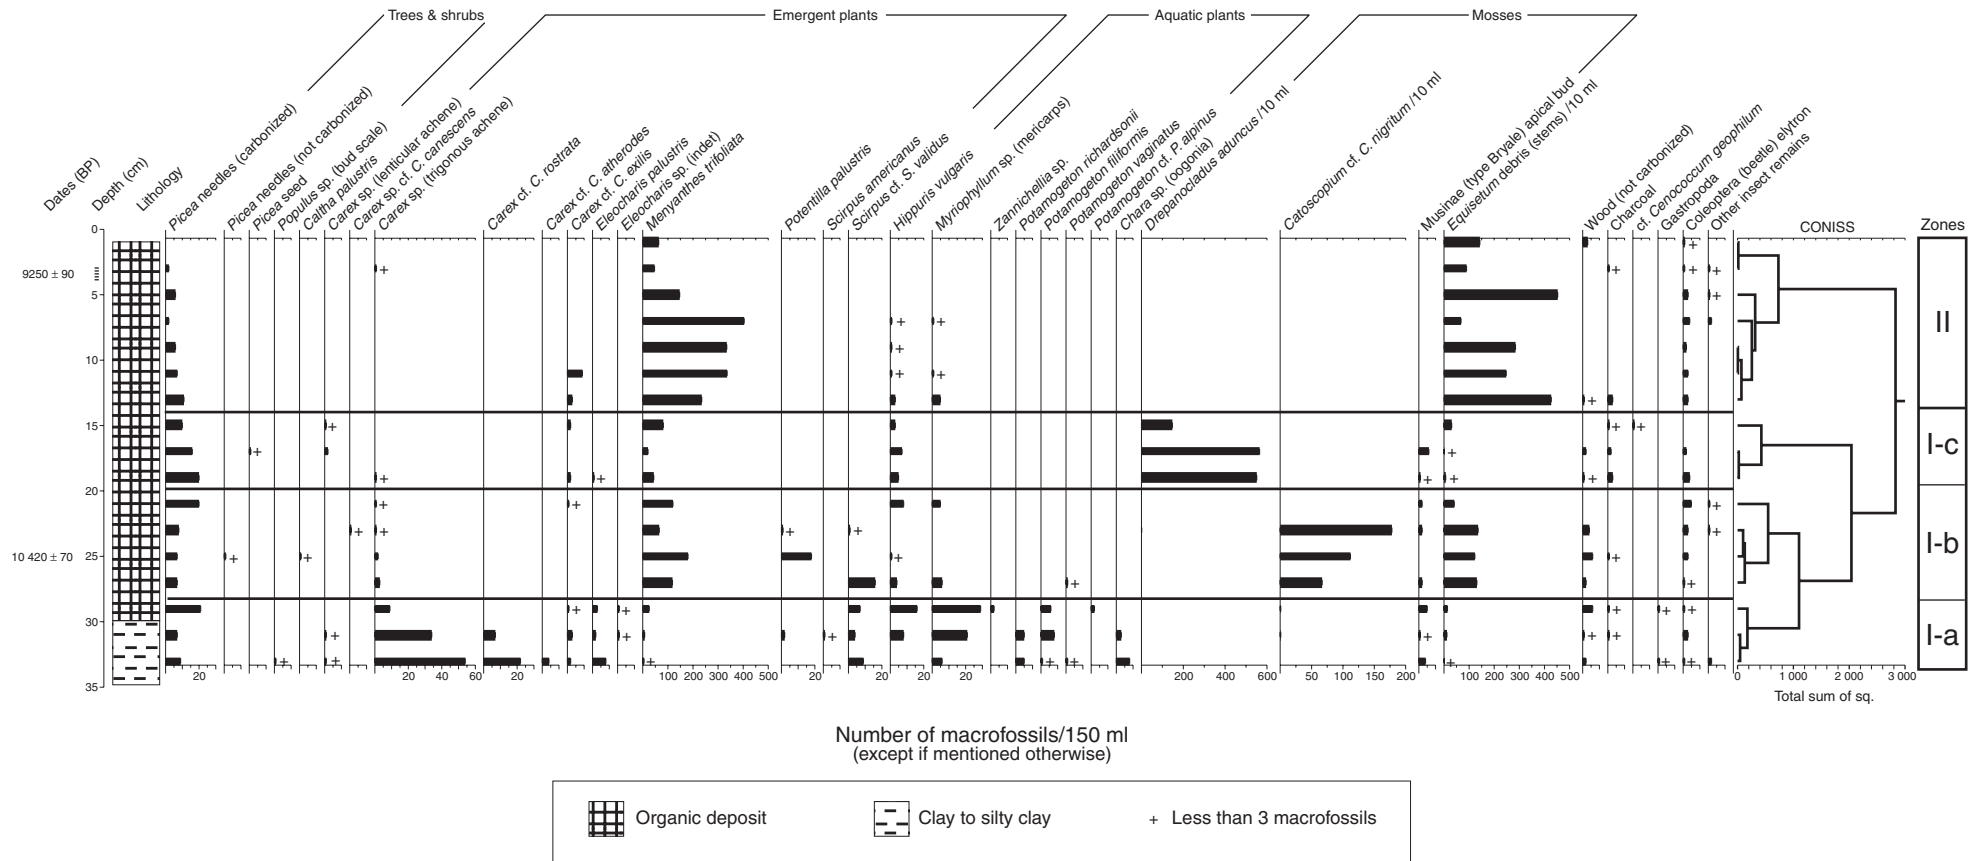 Trees & shrubs
Emergent plants
Aquatic plants
Mosses
Dates (BP)
Depth (cm)
Lithology
Picea needles (carbonized)
Picea needles (not carbonized)
Picea seed
Populus sp. (bud scale)
Caltha palustris
Carex sp. (lenticular achene)
Carex sp. cf. C. canescens
Carex sp. (trigonous achene)
Carex cf. C. rostrata
Carex cf. C. atherodes
Carex cf. C. exilis
Eleocharis palustris
Eleocharis sp. (indet)
Menyanthes trifoliata
Potentilla palustris
Scirpus americanus
Scirpus cf. S. validus
Hippuris vulgaris
Myriophyllum sp. (mericarps)
Zannichellia sp.
Potamogeton richardsonii
Potamogeton filiformis
Potamogeton vaginatus
Potamogeton cf. P. alpinus
Chara sp. (oogonia)
Drepanocladus aduncus /10 ml
Catoscopium cf. C. nigritum /10 ml
Musinae (type Bryale) apical bud
Equisetum debris (stems) /10 ml
Wood (not carbonized)
Charcoal
cf. Cenococcum geophilum
Gastropoda
Coleoptera (beetle) elytron
Other insect remains
CONISS
Zones
0
9250 ± 90
5
10
15
20
10 420 ± 70
25
30
35
II
I-c
I-b
I-a
20
20 40 60
20
100 200 300 400 500
20
20
20
20
200 400 600
50 100 150 200
100 200 300 400 500
0 1 000 2 000 3 000
Total sum of sq.
Number of macrofossils/150 ml
(except if mentioned otherwise)
Organic deposit
Clay to silty clay
+ Less than 3 macrofossils